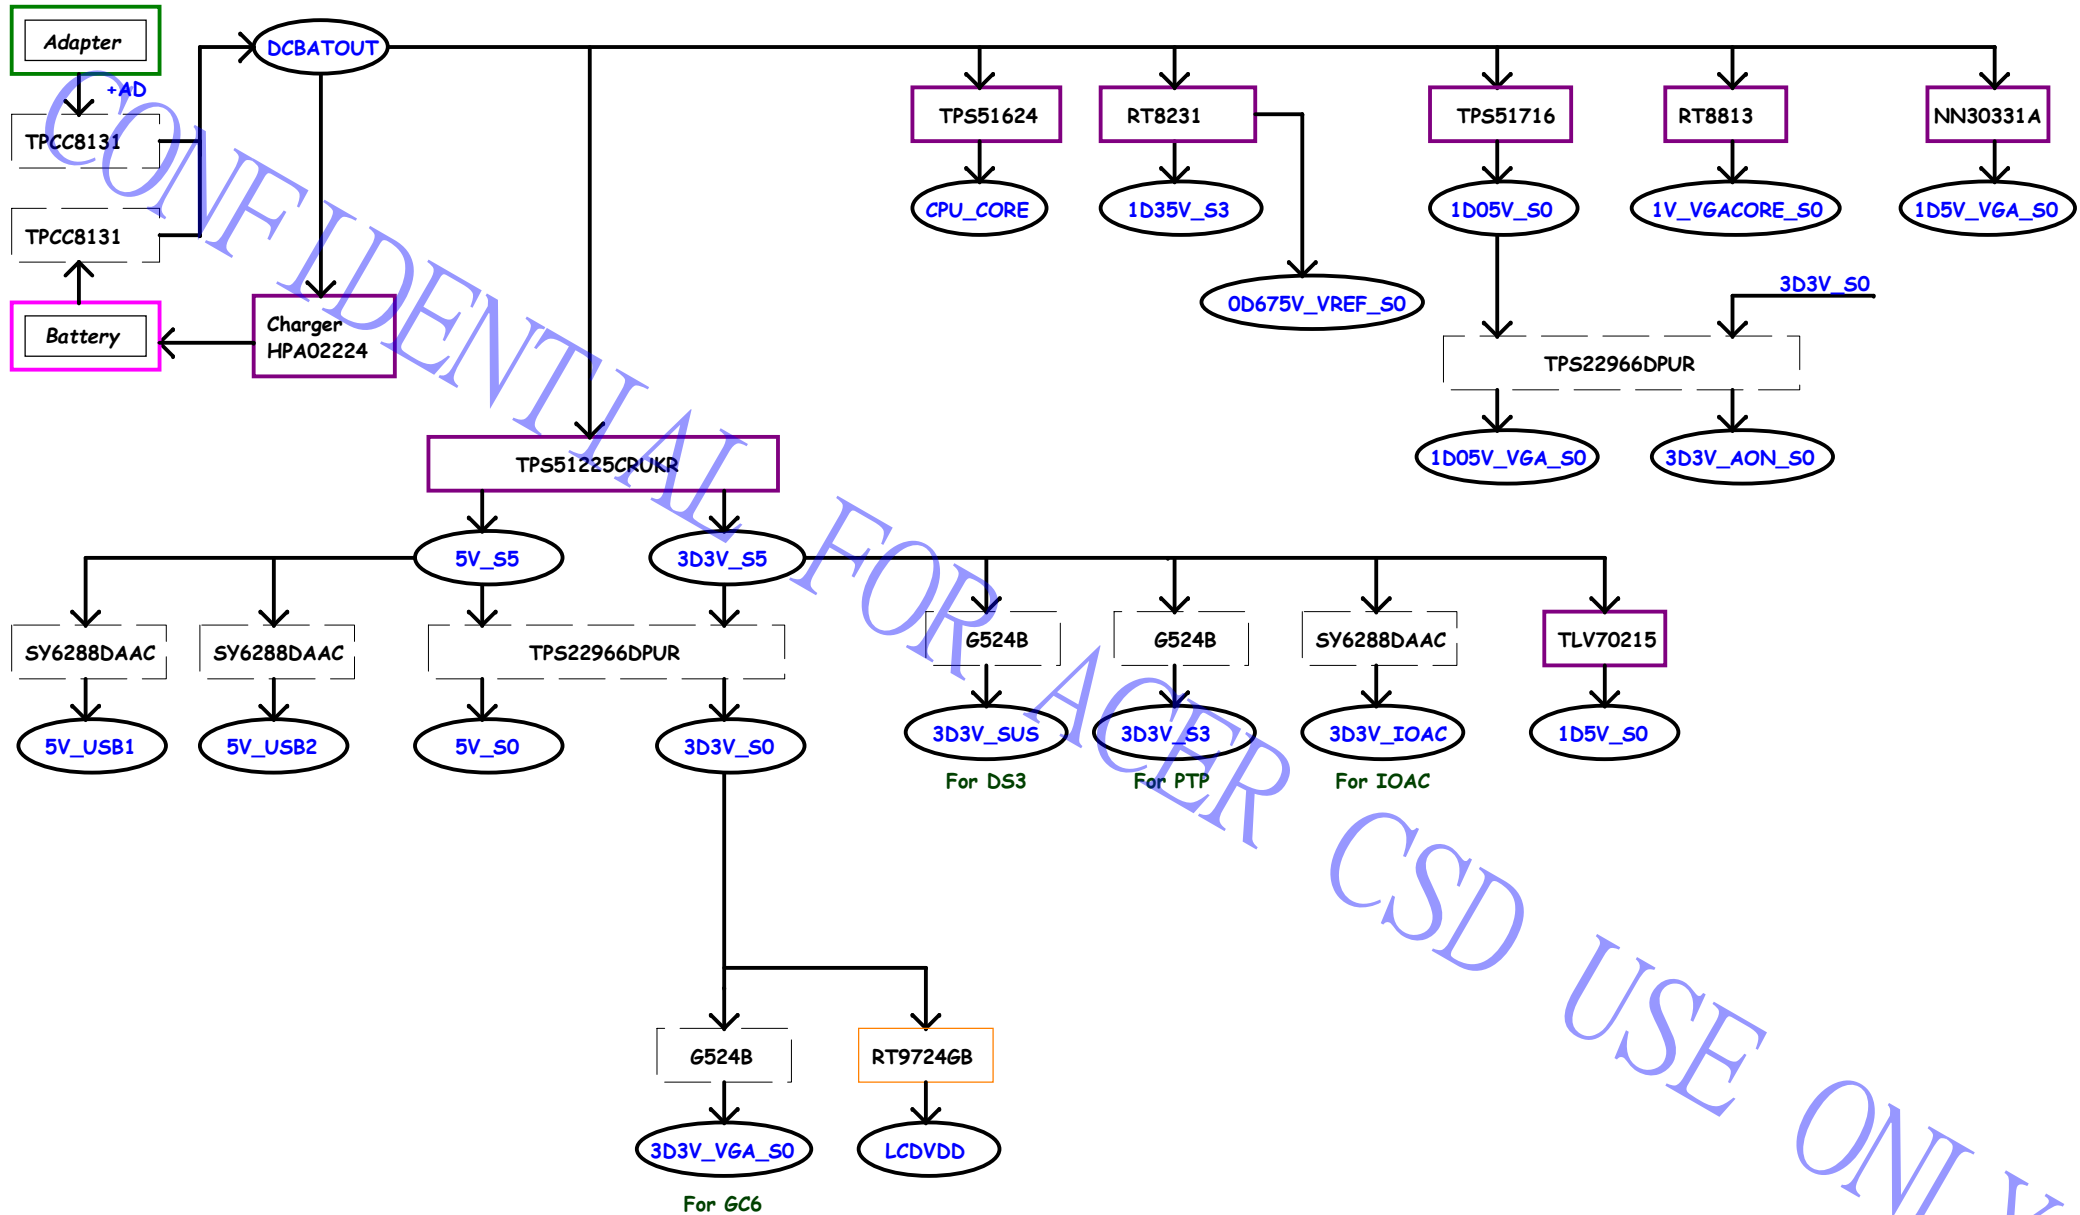 Adapter
DCBATOUT
+AD
TPCC8131
TPS51624
RT8231
TPS51716
RT8813
NN30331A
CPU_CORE
1D35V_S3
1D05V_S0
1V_VGACORE_S0
1D5V_VGA_S0
TPCC8131
0D675V_VREF_S0
3D3V_S0
Battery
Charger
HPA02224
TPS22966DPUR
1D05V_VGA_S0
3D3V_AON_S0
TPS51225CRUKR
5V_S5
3D3V_S5
SY6288DAAC
SY6288DAAC
TPS22966DPUR
G524B
G524B
SY6288DAAC
TLV70215
5V_USB1
5V_USB2
5V_S0
3D3V_S0
3D3V_SUS
3D3V_S3
3D3V_IOAC
1D5V_S0
For DS3
For PTP
For IOAC
G524B
RT9724GB
3D3V_VGA_S0
LCDVDD
For GC6
CONFIDENTIAL FOR ACER CSD USE ONLY